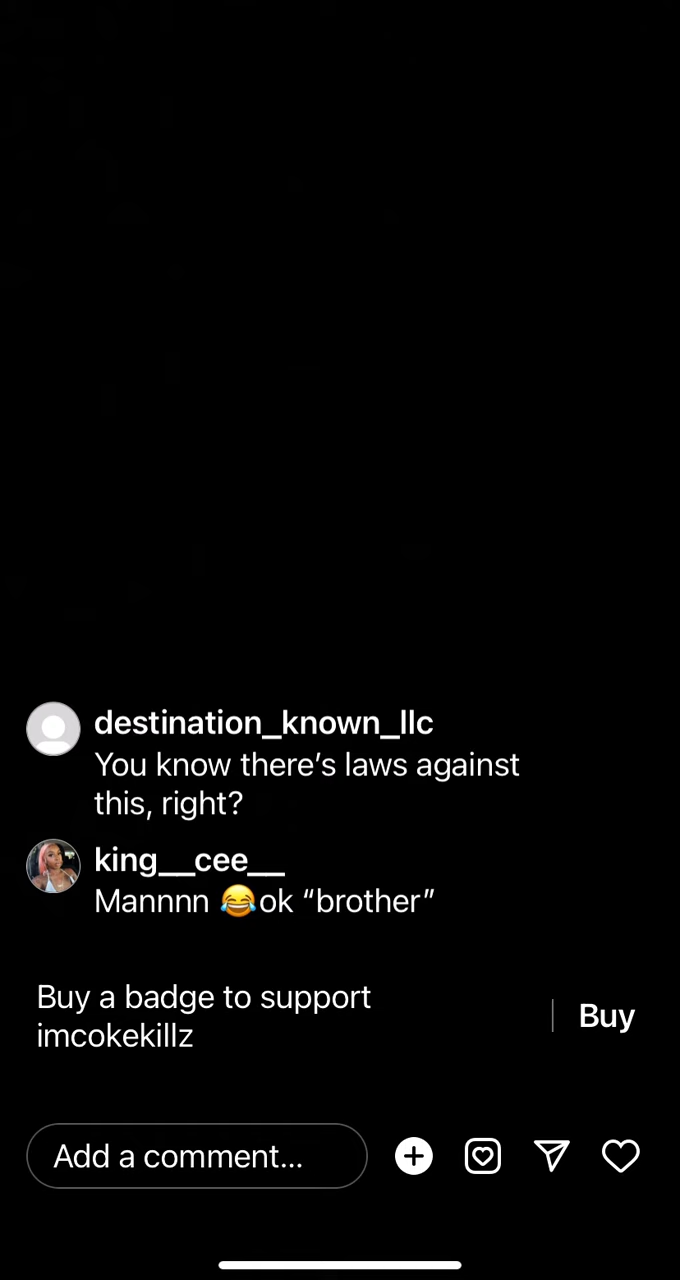 destination_known_llc
You know there’s laws against
this, right?
king__cee__
Mannnn 😂ok “brother”
Buy a badge to support
imcokekillz
Buy
Add a comment...